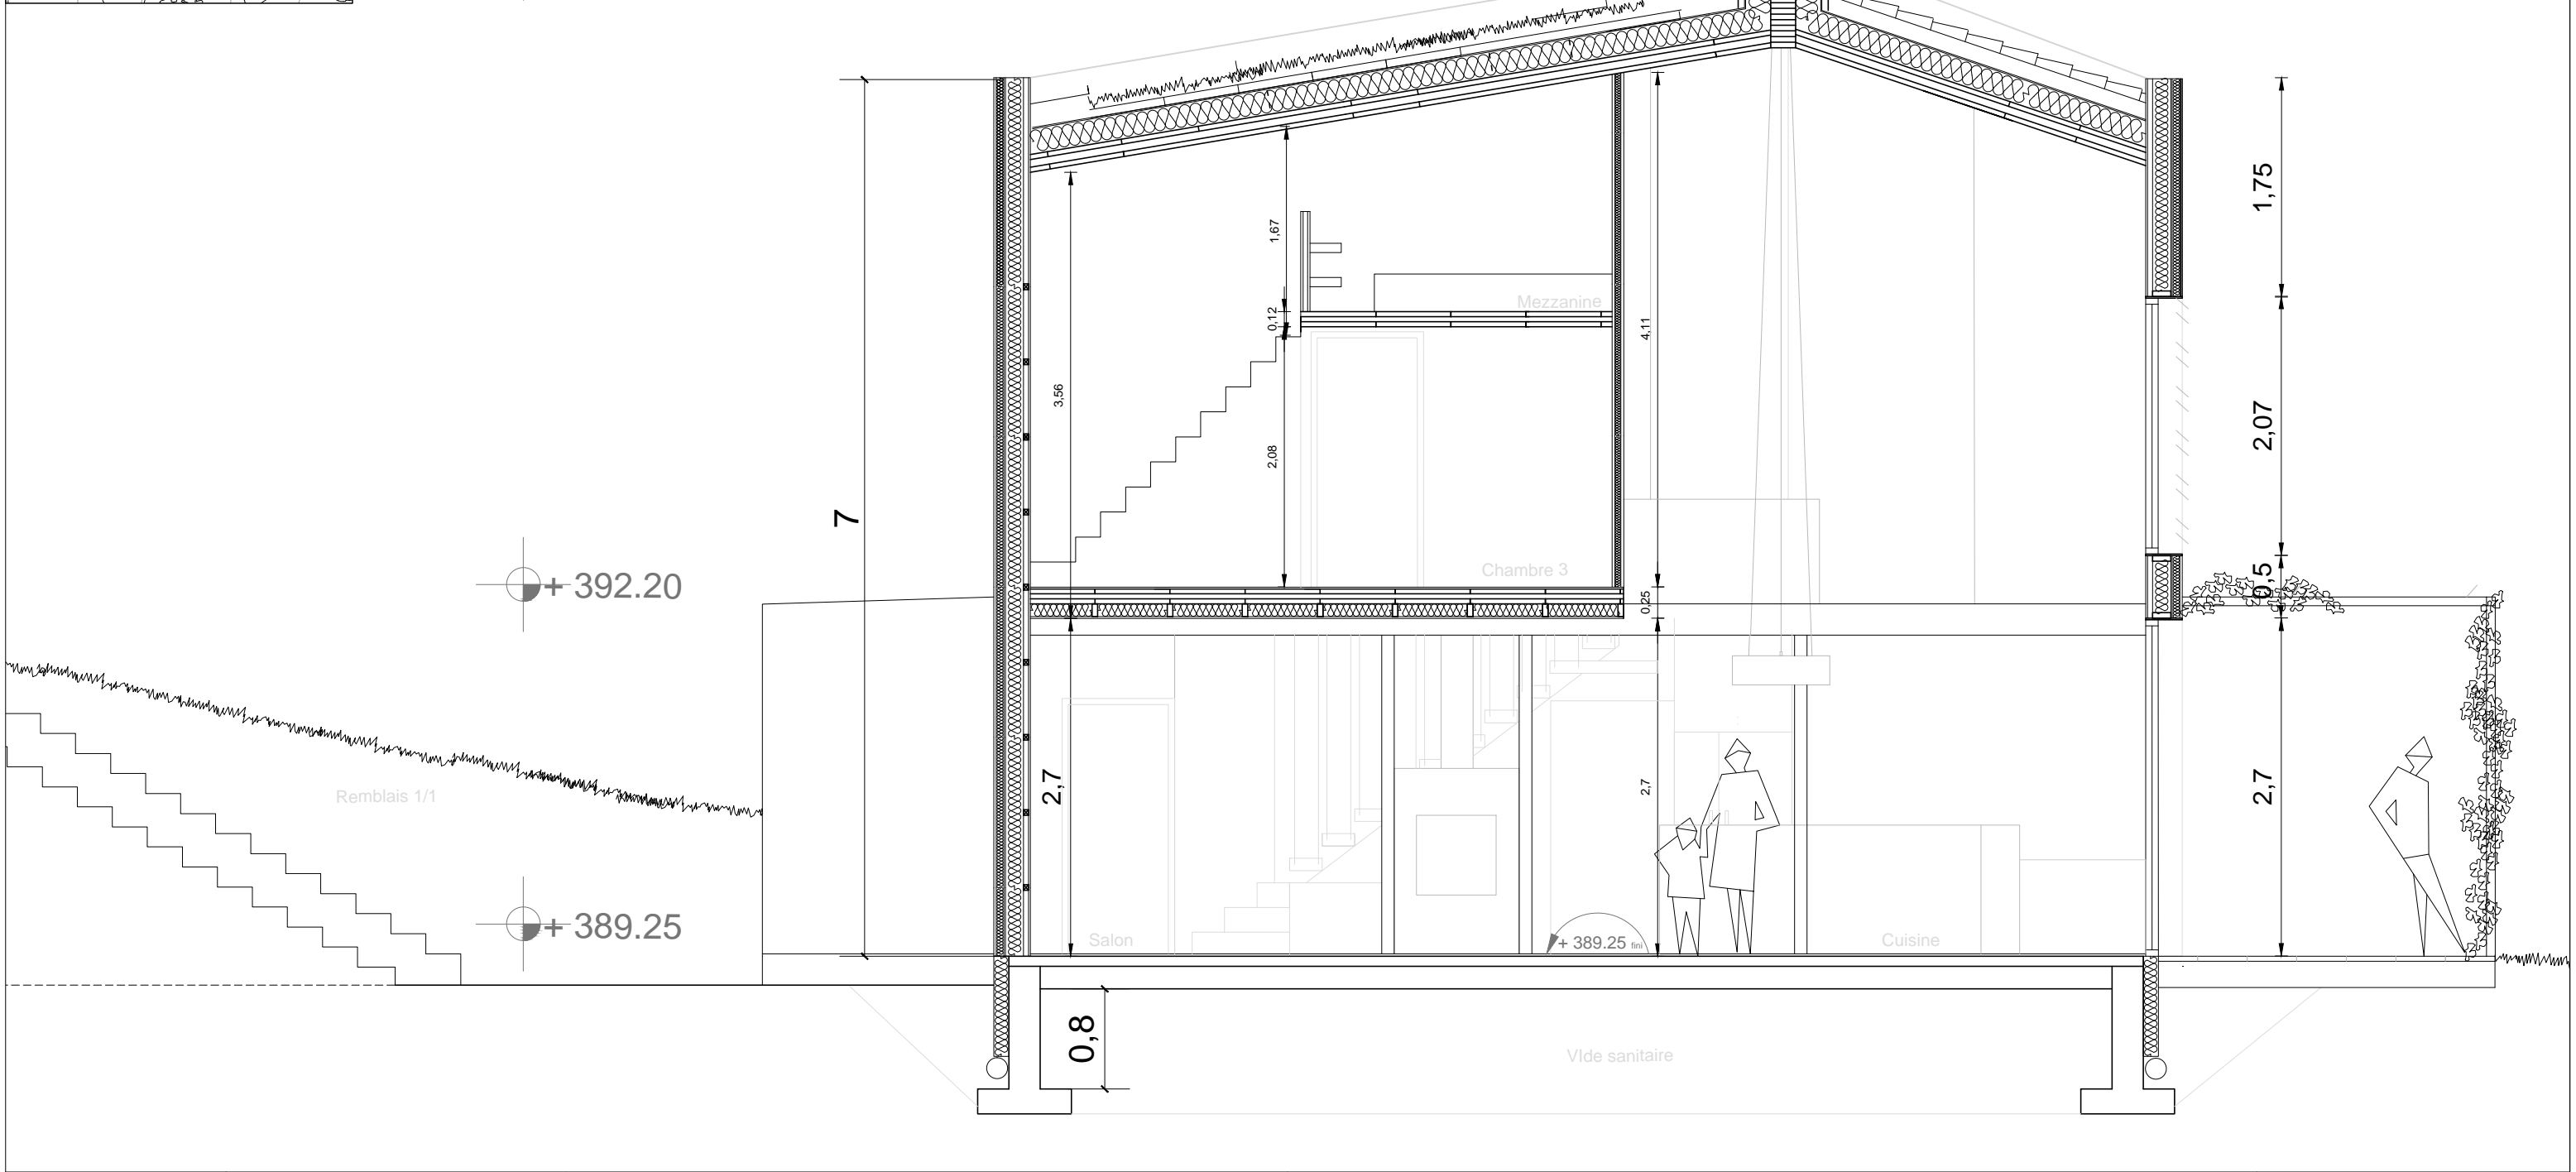 1,75
1,67
Mezzanine
0,12
4,11
3,56
2,07
2,08
7
Chambre 3
+ 392.20
0,5
0,25
2,7
2,7
2,7
Remblais 1/1
+ 389.25
Salon
+ 389.25 fini
Cuisine
0,8
VIde sanitaire